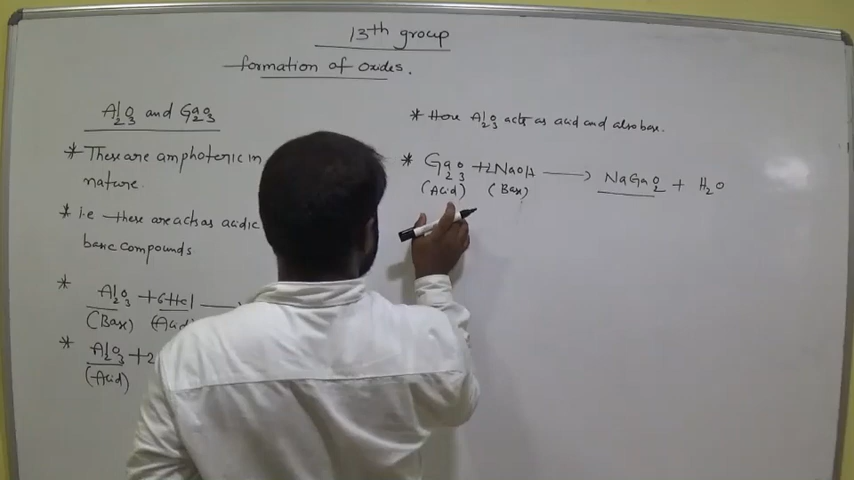 13th group
formation of oxides.
Al2O3 and Ga2O3
* These are amphoteric in
nature.
* i.e these are acts as acidic
basic compounds
* Al2O3 + 6Hcl →
(Base) (Acid)
* Al2O3 + 2
(Acid)
* Here Al2O3 acts as acid and also base.
* Ga2O3 + 2NaOH → NaGaO2 + H2O
(Acid) (Base)